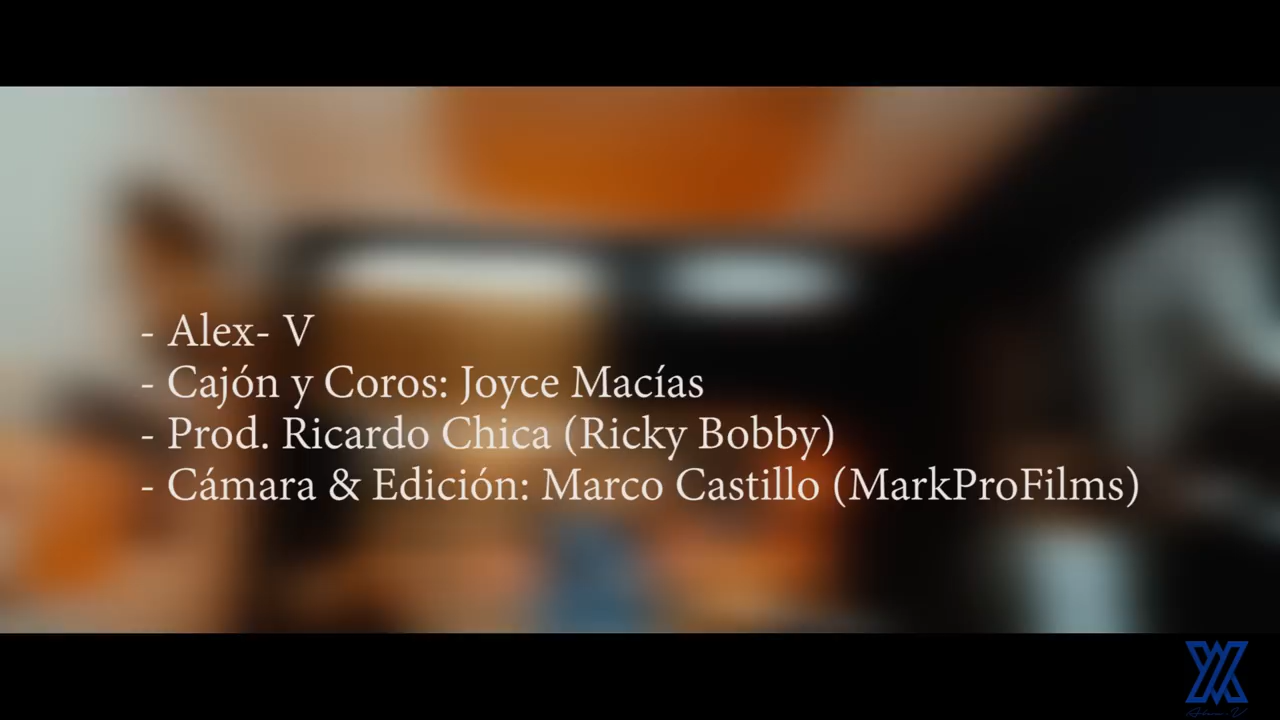 - Alex- V
- Cajón y Coros: Joyce Macías
- Prod. Ricardo Chica (Ricky Bobby)
- Cámara & Edición: Marco Castillo (MarkProFilms)